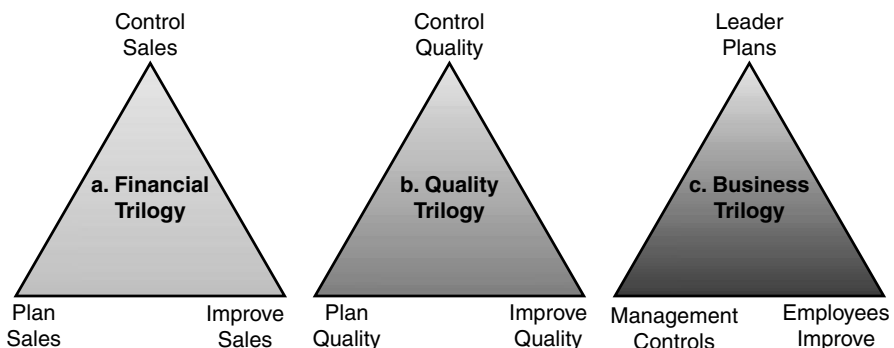 Control
Sales
Control
Quality
Leader
Plans
a. Financial
Trilogy
b. Quality
Trilogy
c. Business
Trilogy
Plan
Sales
Improve
Sales
Plan
Quality
Improve
Quality
Management
Controls
Employees
Improve